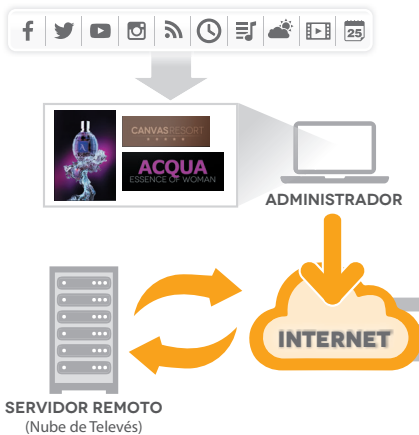 25
CANVAS RESORT
ACQUA
ESSENCE OF WOMAN
ADMINISTRADOR
INTERNET
SERVIDOR REMOTO
(Nube de Televés)